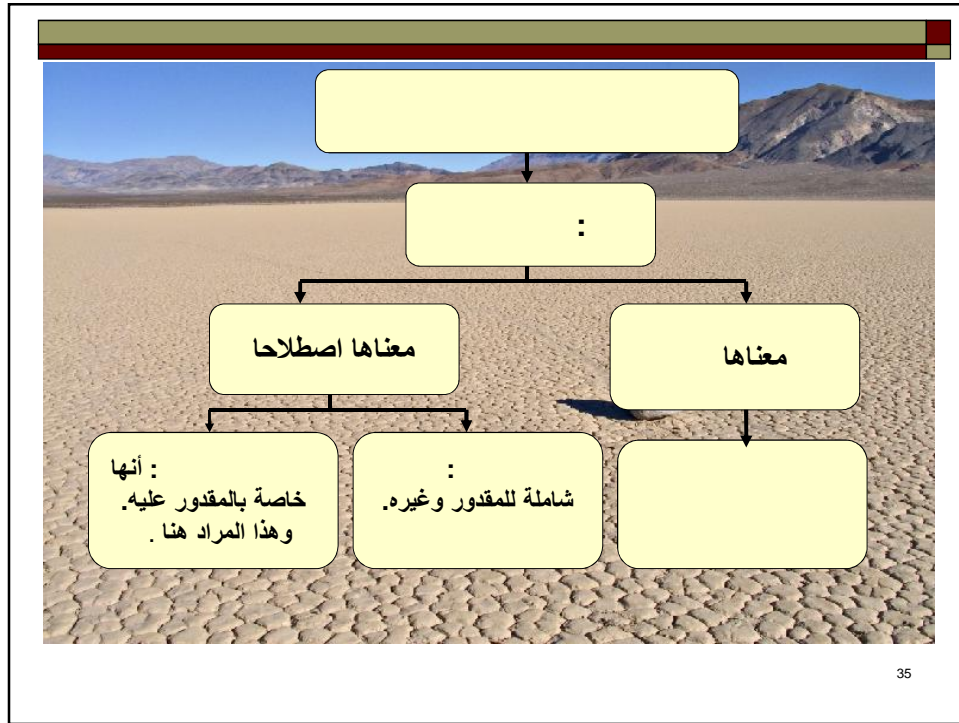 :
معناها
معناها اصطلاحا
:
شاملة للمقدور وغيره.
: أنها
خاصة بالمقدور عليه.
وهذا المراد هنا .
35